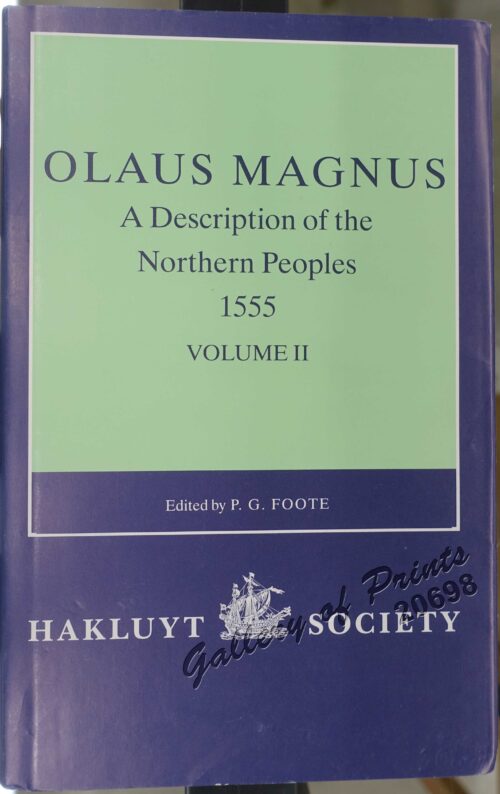 OLAUS MAGNUS
A Description of the
Northern Peoples
1555
VOLUME II
Edited by P. G. FOOTE
HAKLUYT SOCIETY
Gallery of Prints
20698